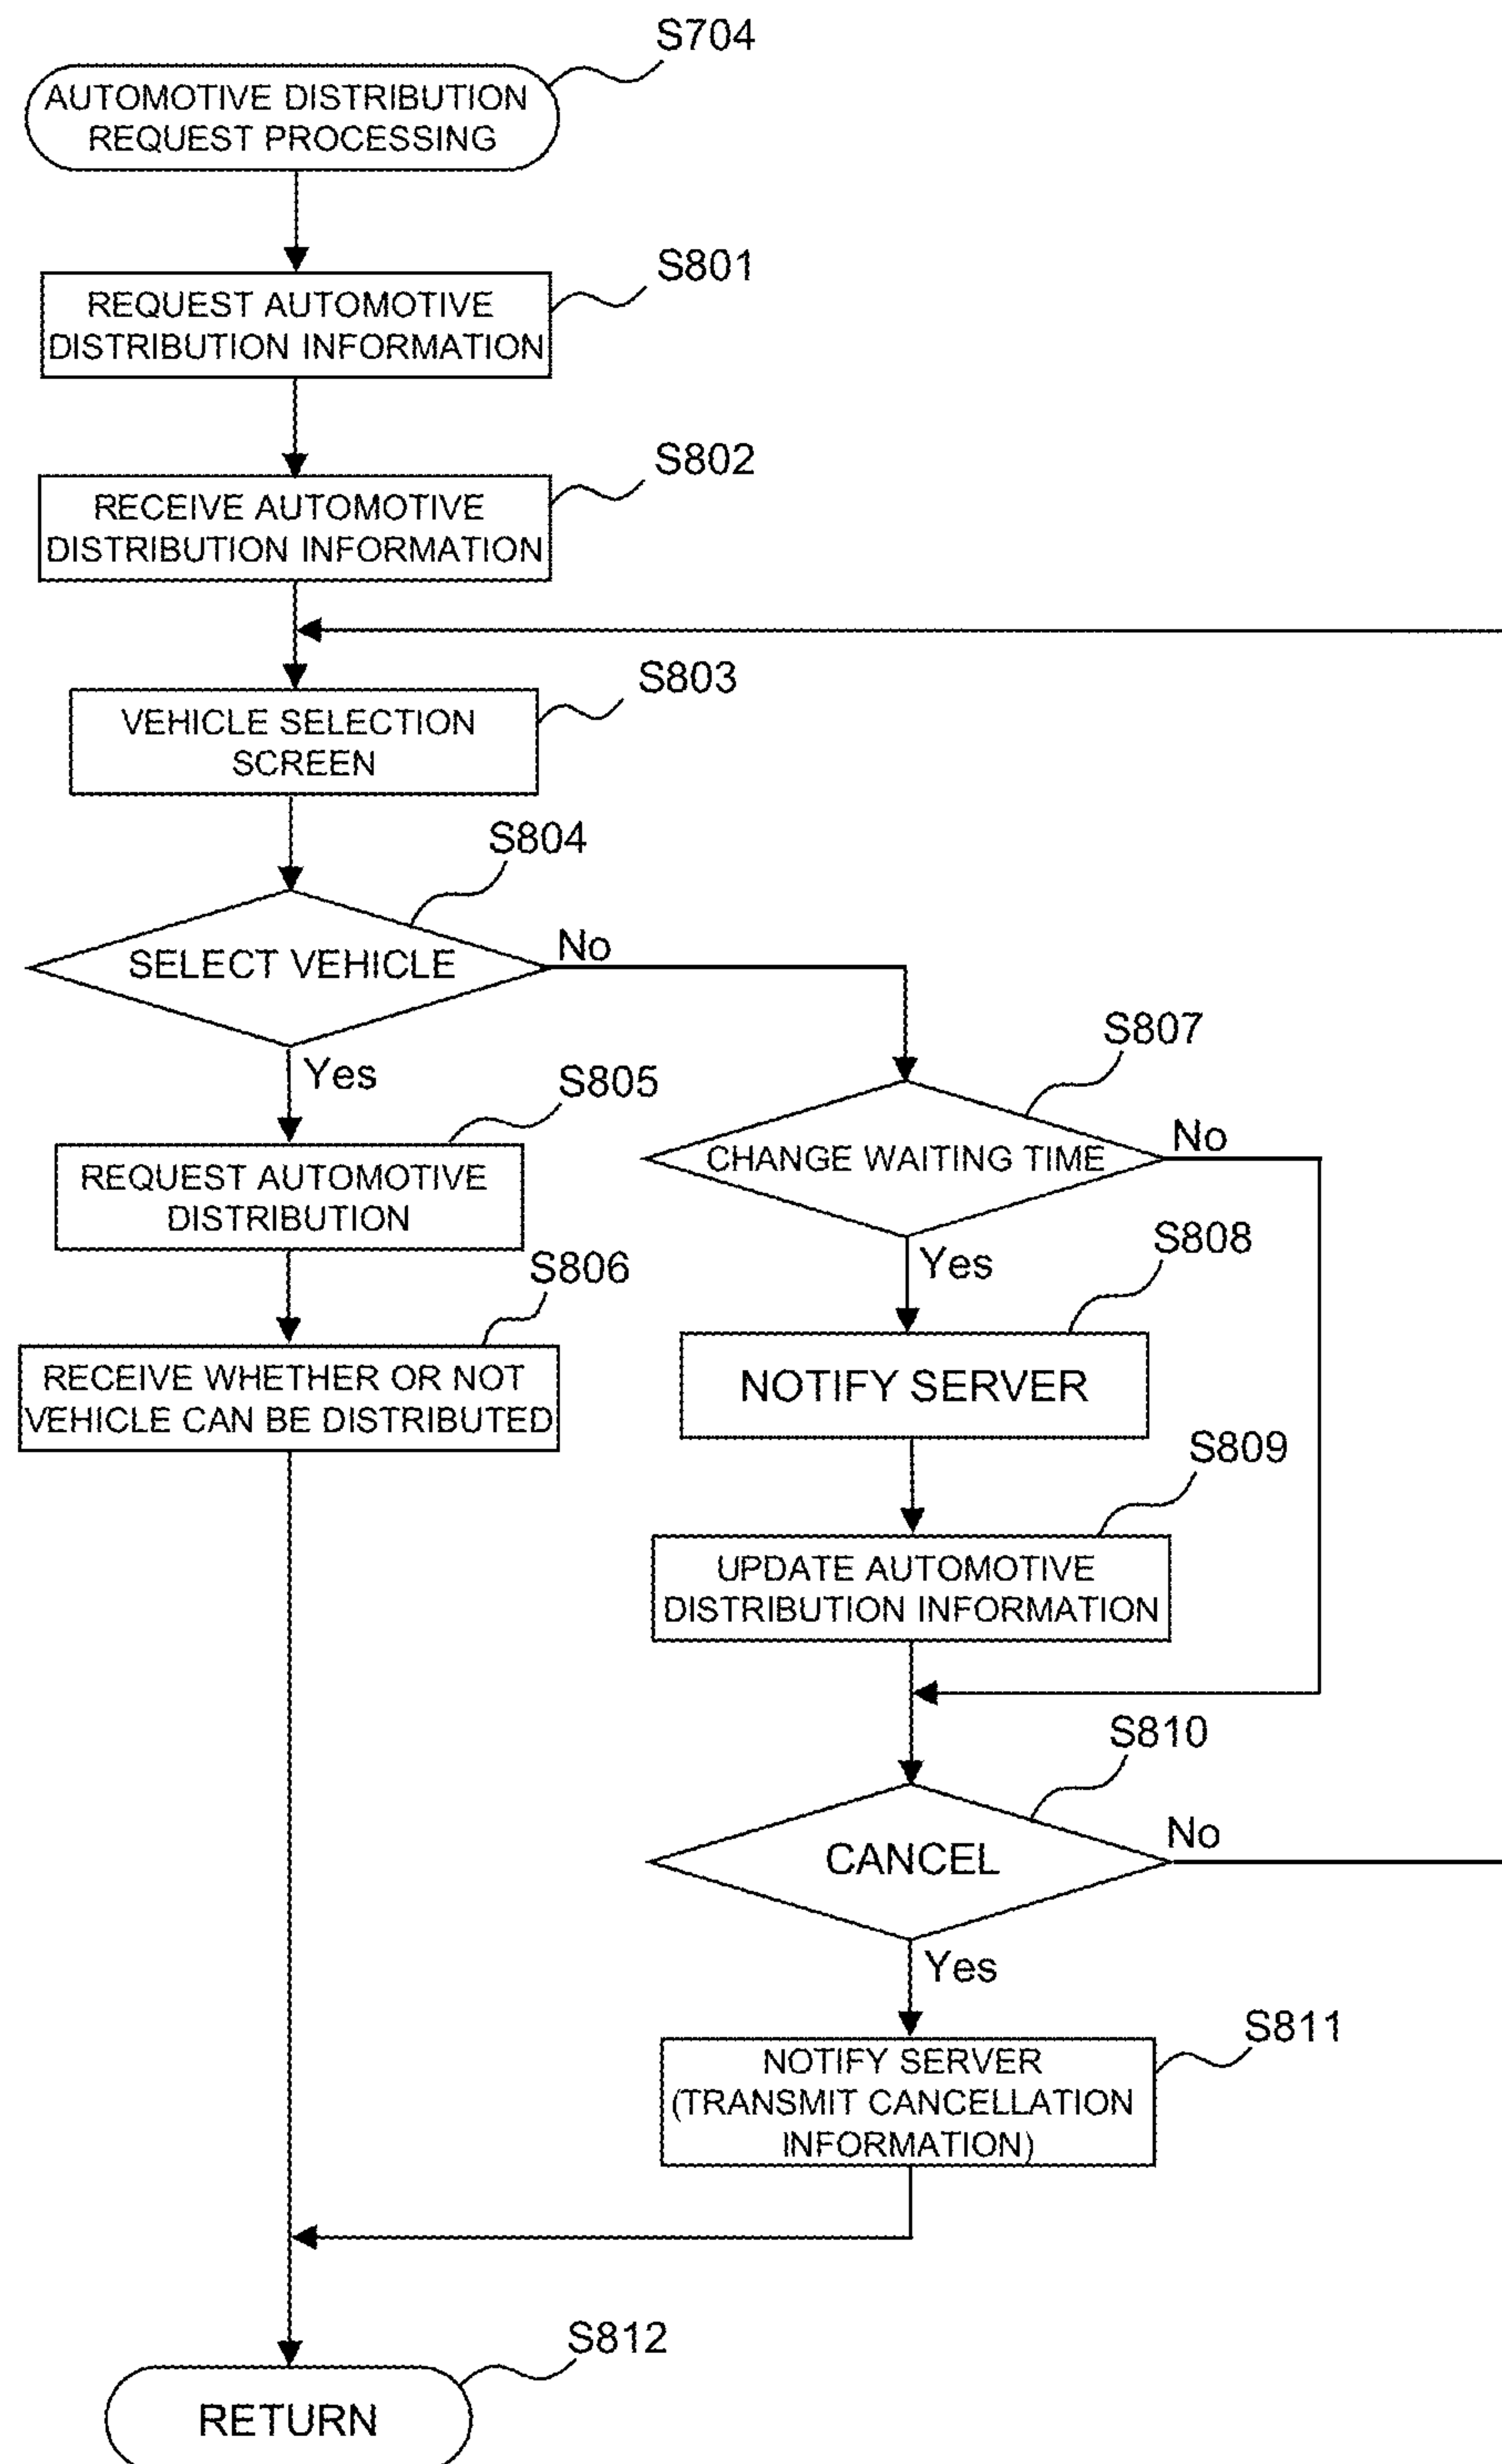 S704
AUTOMOTIVE DISTRIBUTION
REQUEST PROCESSING
S801
REQUEST AUTOMOTIVE
DISTRIBUTION INFORMATION
S802
RECEIVE AUTOMOTIVE
DISTRIBUTION INFORMATION
S803
VEHICLE SELECTION
SCREEN
S804
SELECT VEHICLE
No
Yes
S805
REQUEST AUTOMOTIVE
DISTRIBUTION
S806
RECEIVE WHETHER OR NOT
VEHICLE CAN BE DISTRIBUTED
S807
CHANGE WAITING TIME
No
Yes
S808
NOTIFY SERVER
S809
UPDATE AUTOMOTIVE
DISTRIBUTION INFORMATION
S810
CANCEL
No
Yes
S811
NOTIFY SERVER
(TRANSMIT CANCELLATION
INFORMATION)
S812
RETURN